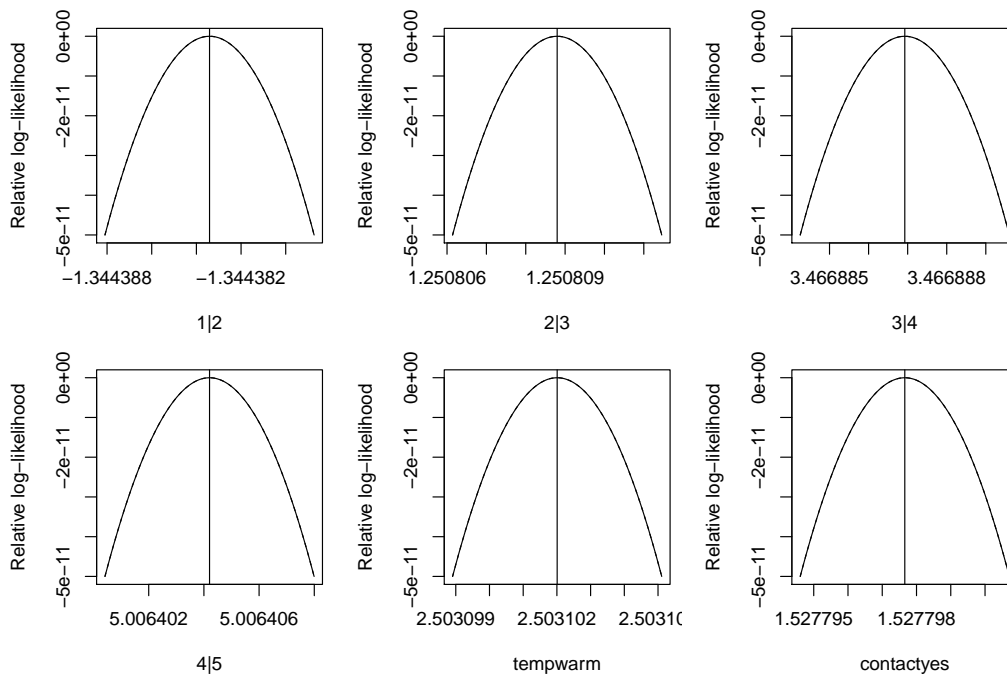 Relative log−likelihood
0e+00
−2e−11
−5e−11
−1.344388
−1.344382
1|2
Relative log−likelihood
0e+00
−2e−11
−5e−11
1.250806
1.250809
2|3
Relative log−likelihood
0e+00
−2e−11
−5e−11
3.466885
3.466888
3|4
Relative log−likelihood
0e+00
−2e−11
−5e−11
5.006402
5.006406
4|5
Relative log−likelihood
0e+00
−2e−11
−5e−11
2.503099
2.503102
tempwarm
Relative log−likelihood
0e+00
−2e−11
−5e−11
1.527795
1.527798
contactyes